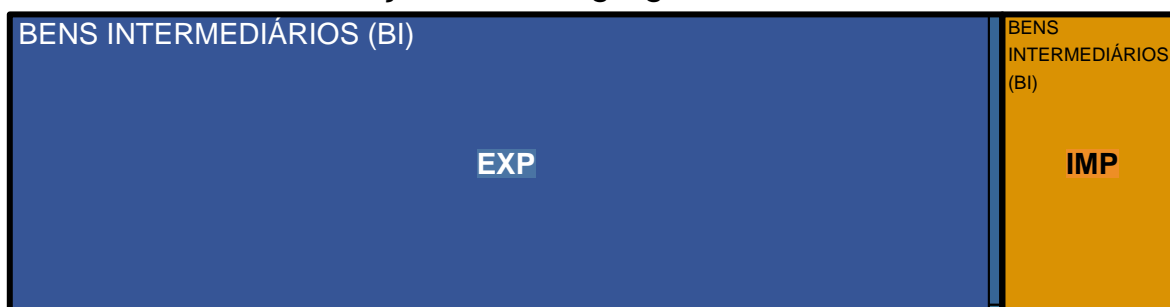 BENS INTERMEDIÁRIOS (BI)
BENS
INTERMEDIÁRIOS
(BI)
EXP
IMP